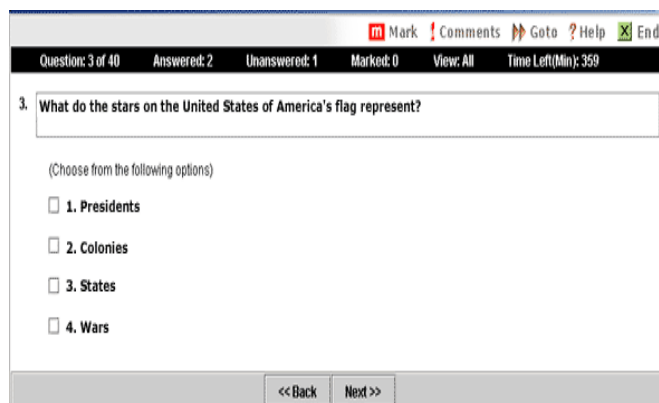 m Mark ! Comments Goto ? Help X End
Question: 3 of 40 Answered: 2 Unanswered: 1 Marked: 0 View: All Time Left(Min): 359
3. What do the stars on the United States of America's flag represent?
(Choose from the following options)
1. Presidents
2. Colonies
3. States
4. Wars
<< Back Next >>